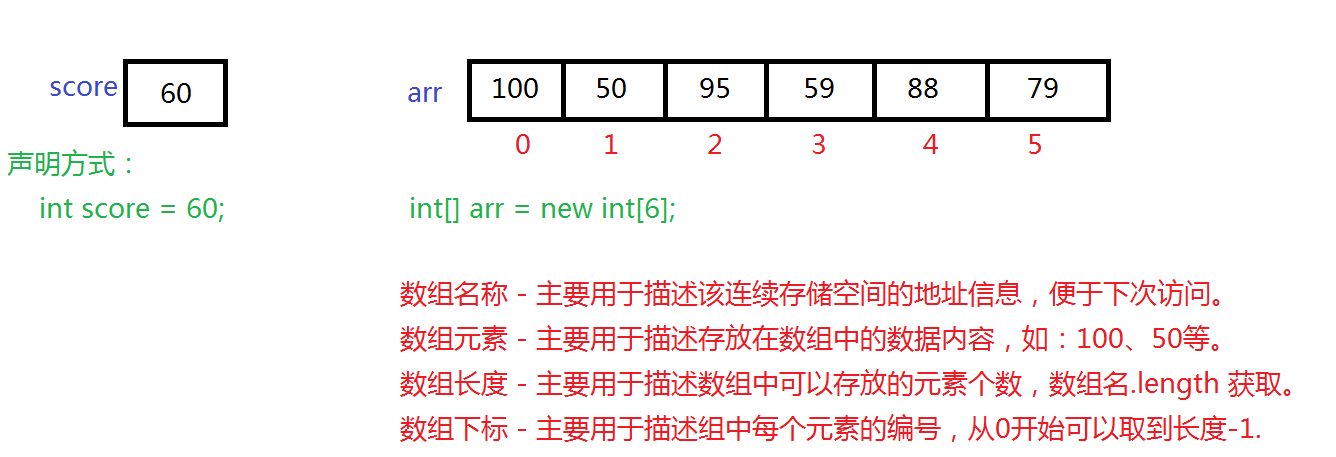 score 60 arr 100 50 95 59 88 79
0 1 2 3 4 5
声明方式：
int score = 60; int[] arr = new int[6];
数组名称 - 主要用于描述该连续存储空间的地址信息，便于下次访问。
数组元素 - 主要用于描述存放在数组中的数据内容，如：100、50等。
数组长度 - 主要用于描述数组中可以存放的元素个数，数组名.length 获取。
数组下标 - 主要用于描述组中每个元素的编号，从0开始可以取到长度-1.